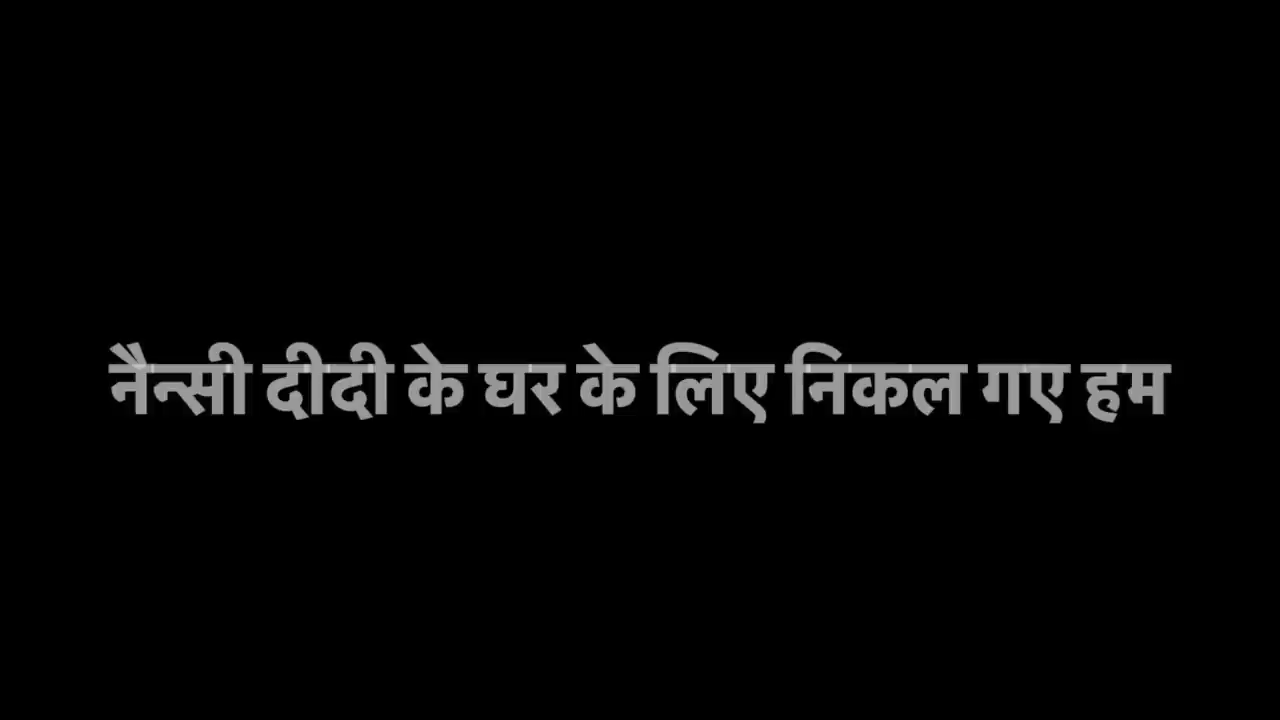 नैन्सी दीदी के घर के लिए निकल गए हम